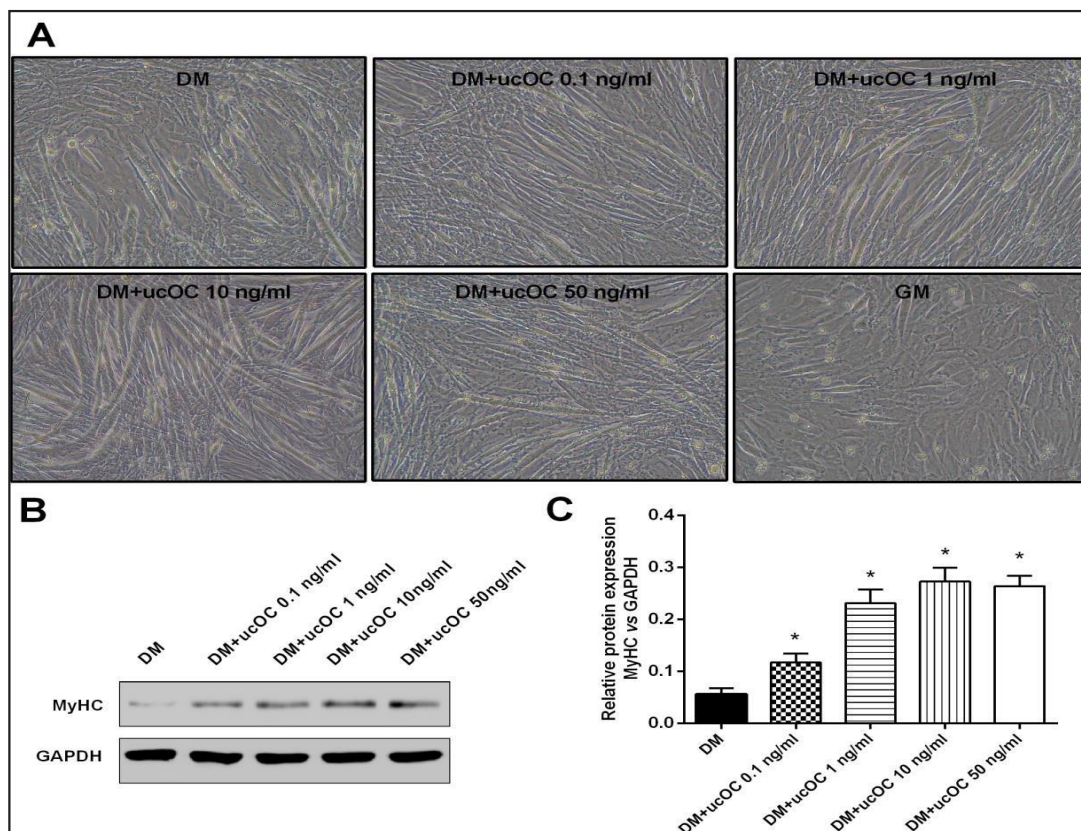 A
DM
DM+ucOC 0.1 ng/ml
DM+ucOC 1 ng/ml
DM+ucOC 10 ng/ml
DM+ucOC 50 ng/ml
GM
B
DM
DM+ucOC 0.1 ng/ml
DM+ucOC 1 ng/ml
DM+ucOC 10ng/ml
DM+ucOC 50ng/ml
MyHC
GAPDH
C
Relative protein expression
MyHC vs GAPDH
0.4
0.3
0.2
0.1
0.0
*
*
*
*
DM
DM+ucOC 0.1 ng/ml
DM+ucOC 1 ng/ml
DM+ucOC 10 ng/ml
DM+ucOC 50 ng/ml